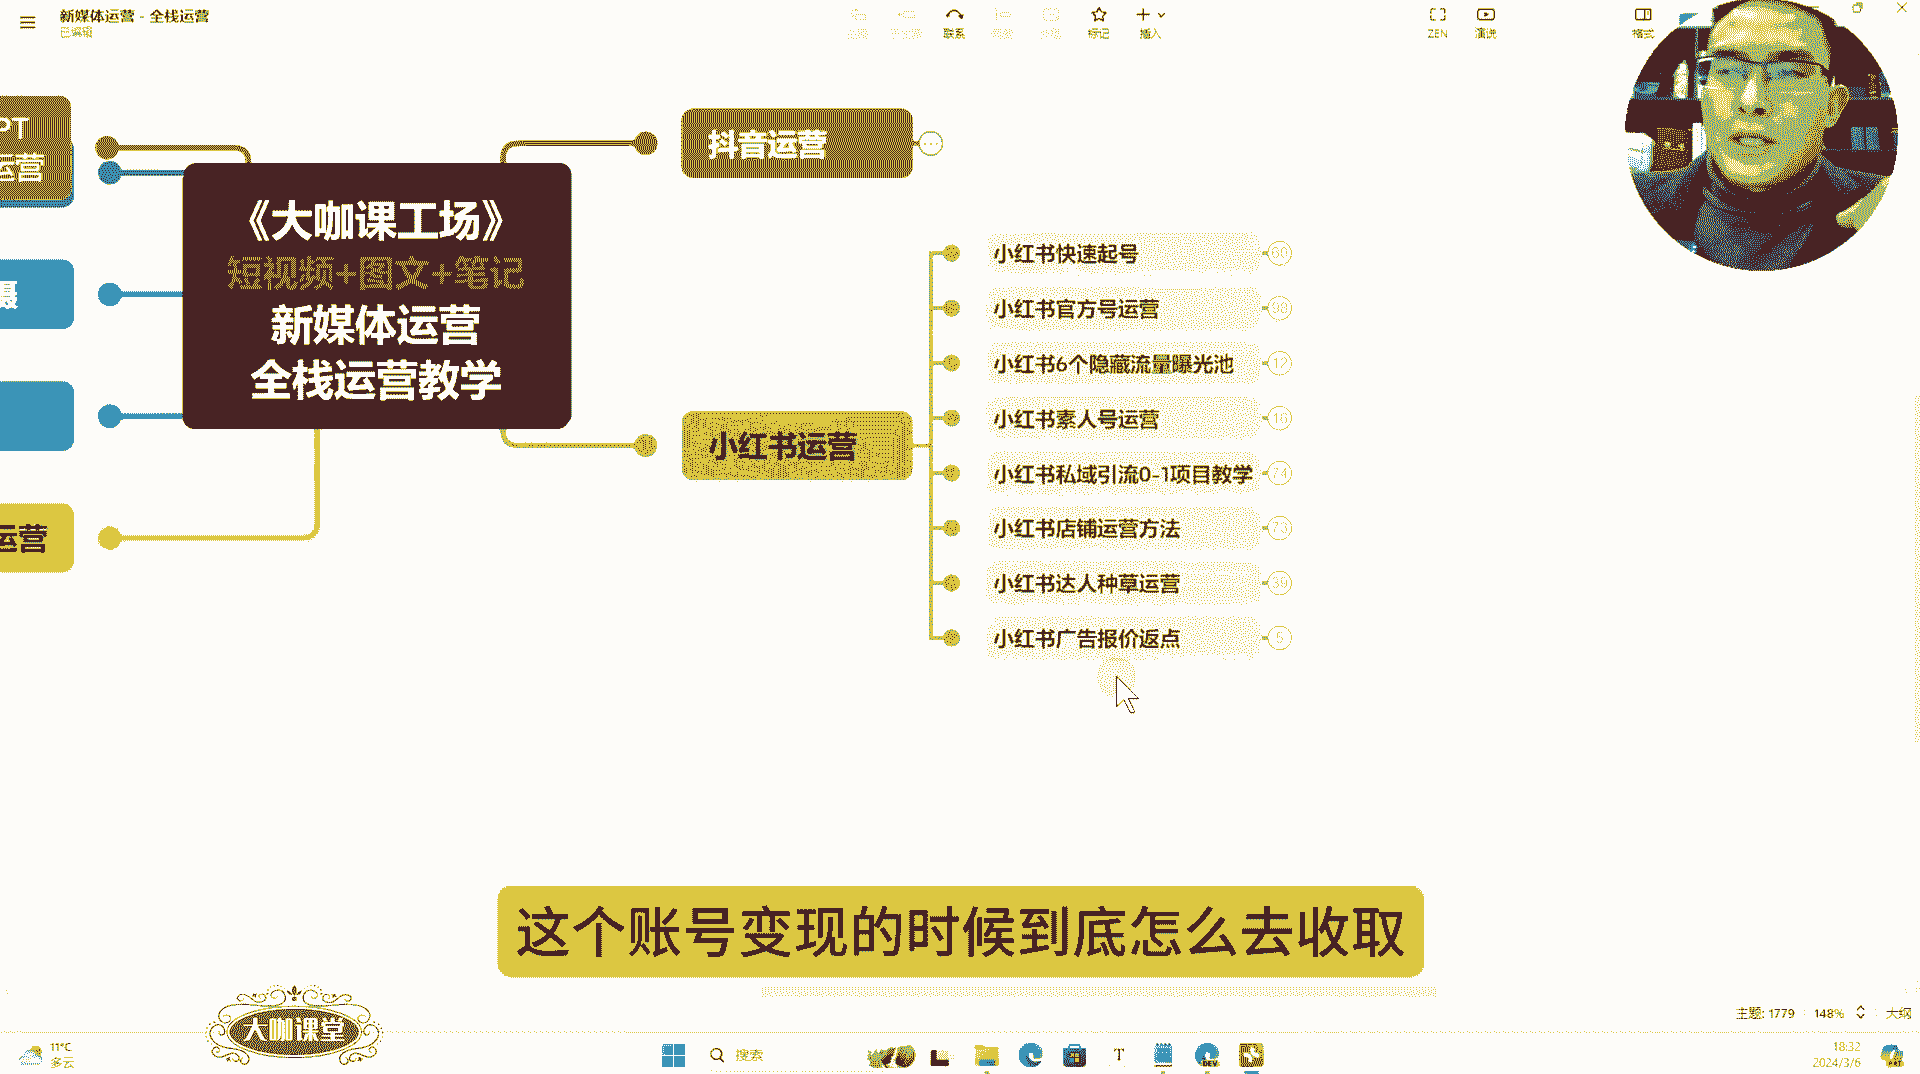 新媒体运营 - 全栈运营
已编辑
联系
标记
插入
ZEN
演说
格式
PT
运营
摄
运营
《大咖课工场》
短视频+图文+笔记
新媒体运营
全栈运营教学
抖音运营
小红书运营
小红书快速起号
小红书官方号运营
小红书6个隐藏流量曝光池
12
小红书素人号运营
16
小红书私域引流0-1项目教学
74
小红书店铺运营方法
73
小红书达人种草运营
39
小红书广告报价返点
5
这个账号变现的时候到底怎么去收取
大咖课堂
主题: 1779
148%
大纲
11°C
多云
搜索
DEV
18:32
2024/3/6